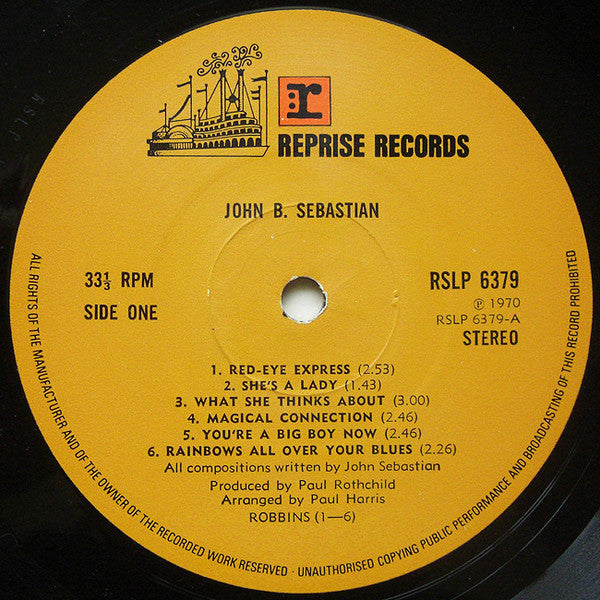 r
REPRISE RECORDS
JOHN B. SEBASTIAN
33⅓ RPM
SIDE ONE
RSLP 6379
℗ 1970
RSLP 6379-A
STEREO
1. RED-EYE EXPRESS (2.53)
2. SHE'S A LADY (1.43)
3. WHAT SHE THINKS ABOUT (3.00)
4. MAGICAL CONNECTION (2.46)
5. YOU'RE A BIG BOY NOW (2.46)
6. RAINBOWS ALL OVER YOUR BLUES (2.26)
All compositions written by John Sebastian
Produced by Paul Rothchild
Arranged by Paul Harris
ROBBINS (1—6)
ALL RIGHTS OF THE MANUFACTURER AND OF THE OWNER OF THE RECORDED WORK RESERVED · UNAUTHORISED COPYING PUBLIC PERFORMANCE AND BROADCASTING OF THIS RECORD PROHIBITED